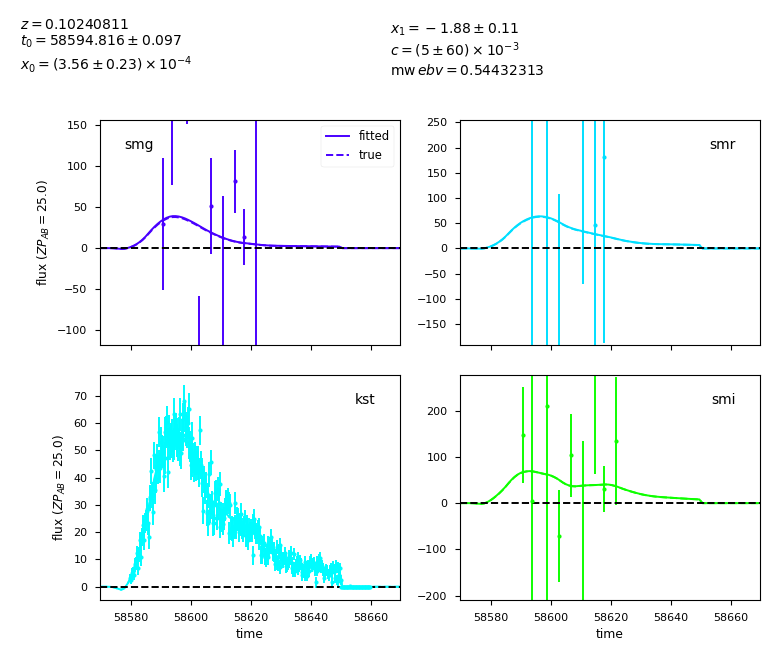 z = 0.10240811
t₀ = 58594.816 ± 0.097
x₀ = (3.56 ± 0.23) × 10⁻⁴
x₁ = −1.88 ± 0.11
c = (5 ± 60) × 10⁻³
mw ebv = 0.54432313
smg
fitted
true
150
100
50
0
−50
−100
flux (ZP_AB = 25.0)
smr
250
200
150
100
50
0
−50
−100
−150
kst
70
60
50
40
30
20
10
0
flux (ZP_AB = 25.0)
58580 58600 58620 58640 58660
time
smi
200
100
0
−100
−200
58580 58600 58620 58640 58660
time